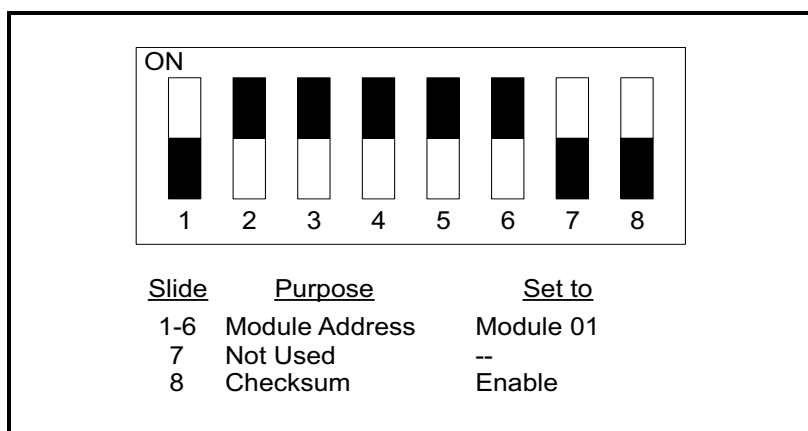 ON
1 2 3 4 5 6 7 8
Slide Purpose Set to
1-6 Module Address Module 01
7 Not Used --
8 Checksum Enable